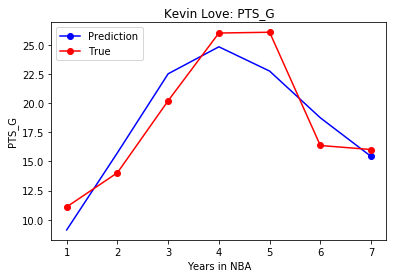 Kevin Love: PTS_G
Prediction
True
25.0
22.5
20.0
17.5
15.0
12.5
10.0
PTS_G
1 2 3 4 5 6 7
Years in NBA